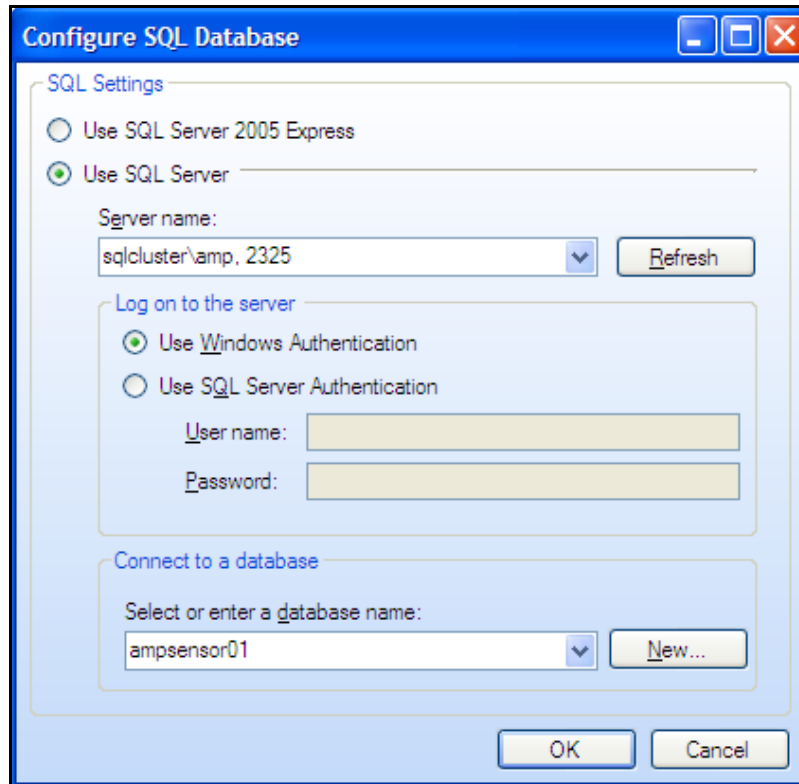 Configure SQL Database
SQL Settings
Use SQL Server 2005 Express
Use SQL Server
Server name:
sqlcluster\amp, 2325
Refresh
Log on to the server
Use Windows Authentication
Use SQL Server Authentication
User name:
Password:
Connect to a database
Select or enter a database name:
ampsensor01
New...
OK
Cancel